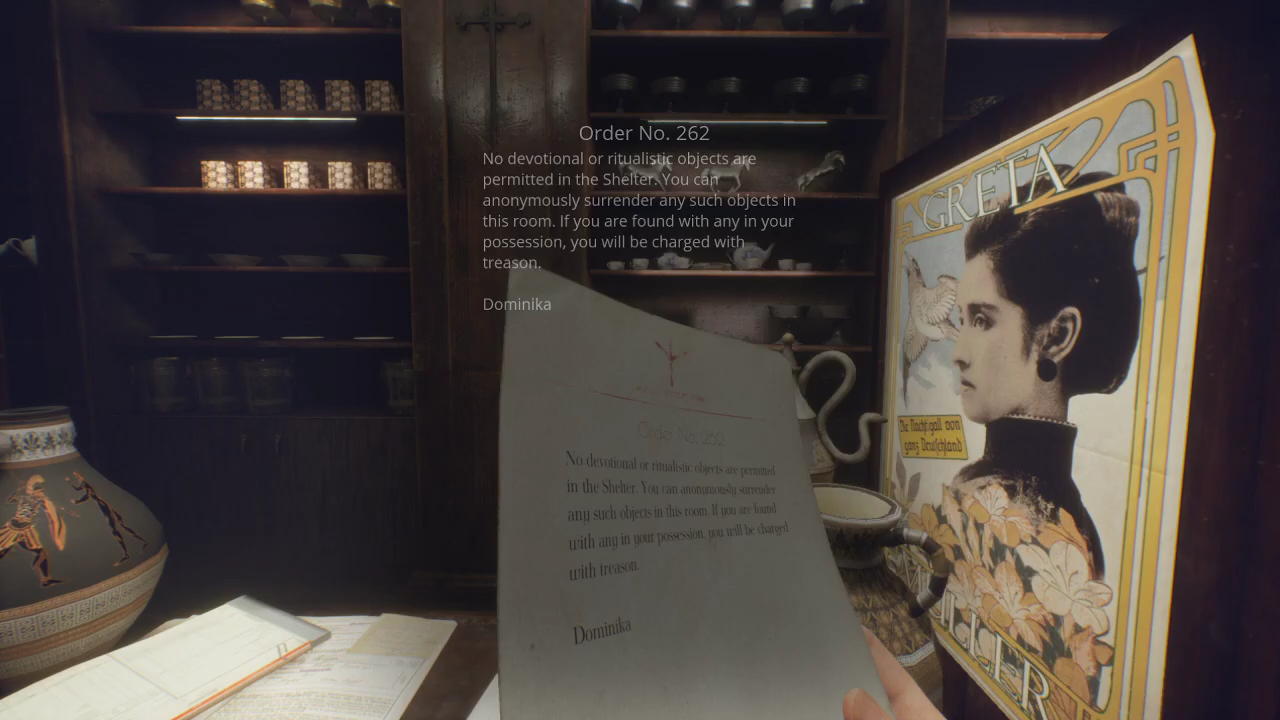 Order No. 262
No devotional or ritualistic objects are
permitted in the Shelter. You can
anonymously surrender any such objects in
this room. If you are found with any in your
possession, you will be charged with
treason.
Dominika
Order No. 262
No devotional or ritualistic objects are permitted
in the Shelter. You can anonymously surrender
any such objects in this room. If you are found
with any in your possession, you will be charged
with treason.
Dominika
GRETA
Die Nachtigall von
ganz Deutschland